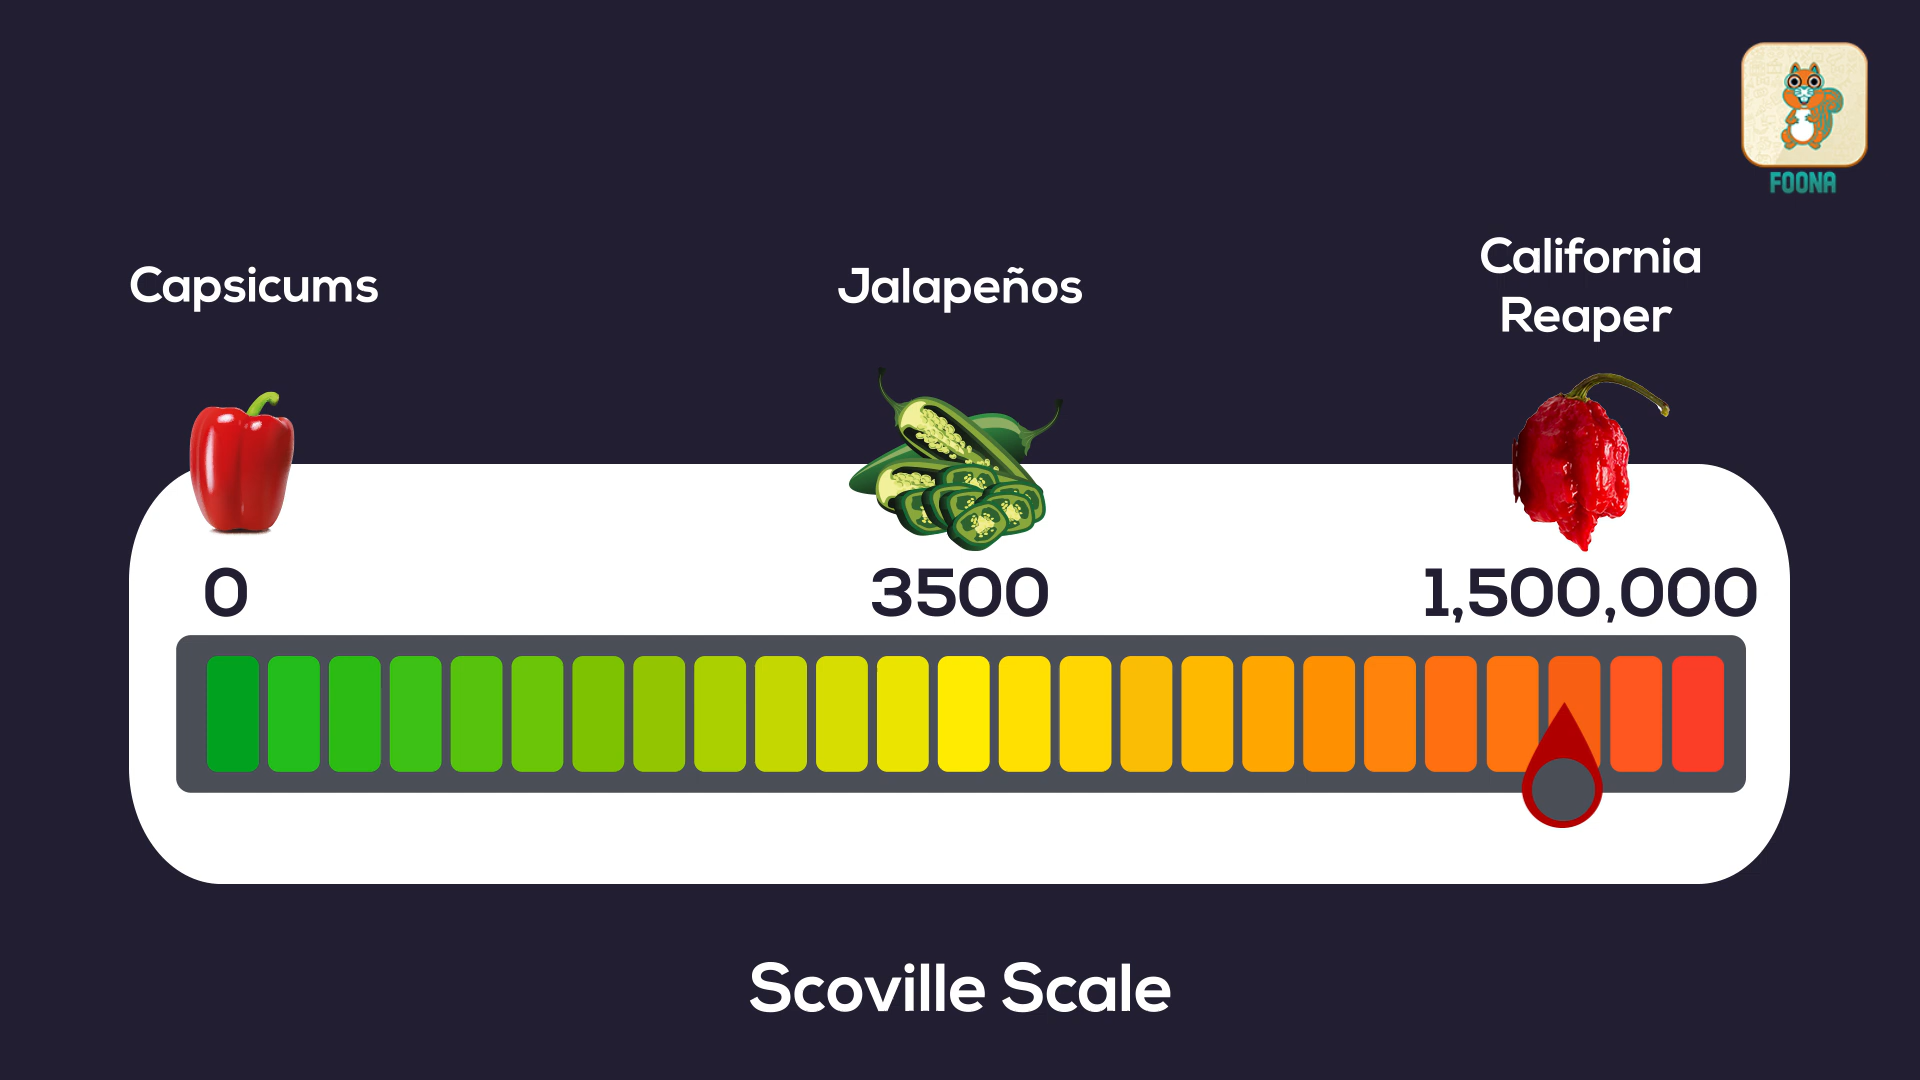 FOONA
Capsicums
Jalapeños
California
Reaper
0
3500
1,500,000
Scoville Scale